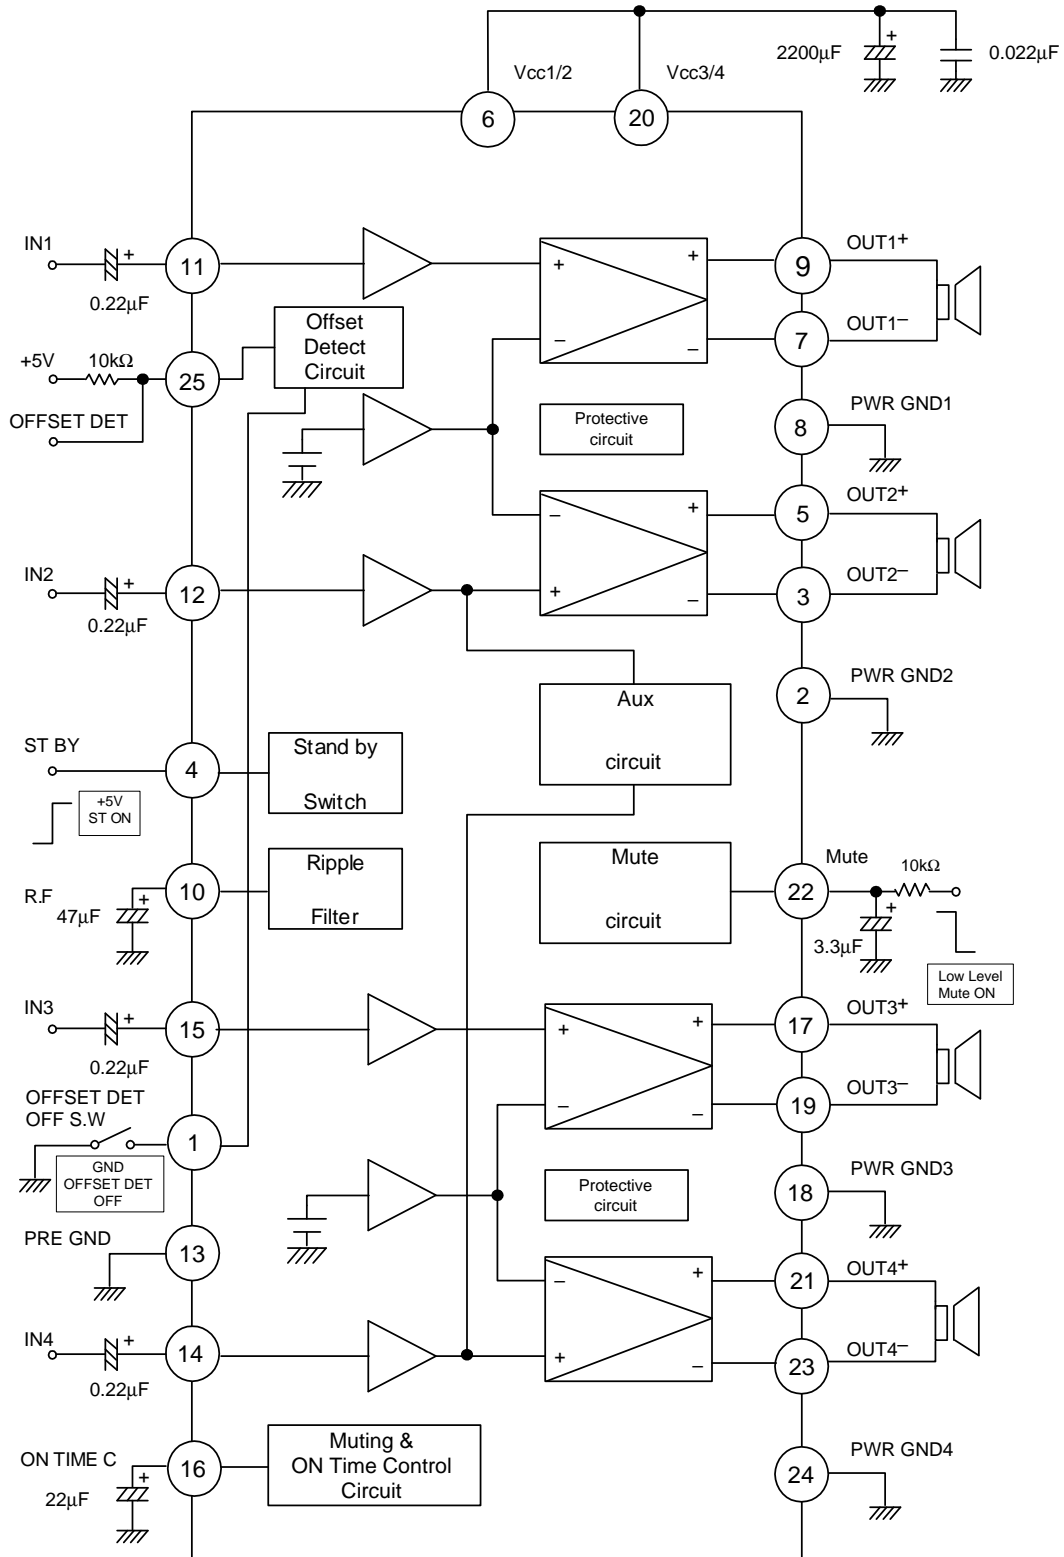 2200μF
+
0.022μF
Vcc1/2
Vcc3/4
6
20
IN1
+
0.22μF
11
+
+
9
OUT1+
Offset
Detect
Circuit
+5V
10kΩ
25
−
−
7
OUT1−
OFFSET DET
Protective
circuit
8
PWR GND1
−
+
5
OUT2+
IN2
+
0.22μF
12
+
−
3
OUT2−
2
PWR GND2
Aux
circuit
ST BY
4
Stand by
Switch
+5V
ST ON
R.F
47μF
+
10
Ripple
Filter
Mute
circuit
22
Mute
10kΩ
+
3.3μF
Low Level
Mute ON
IN3
+
0.22μF
15
+
+
17
OUT3+
−
−
19
OUT3−
OFFSET DET
OFF S.W
1
GND
OFFSET DET
OFF
Protective
circuit
18
PWR GND3
PRE GND
13
−
+
21
OUT4+
IN4
+
0.22μF
14
+
−
23
OUT4−
ON TIME C
+
22μF
16
Muting &
ON Time Control
Circuit
24
PWR GND4